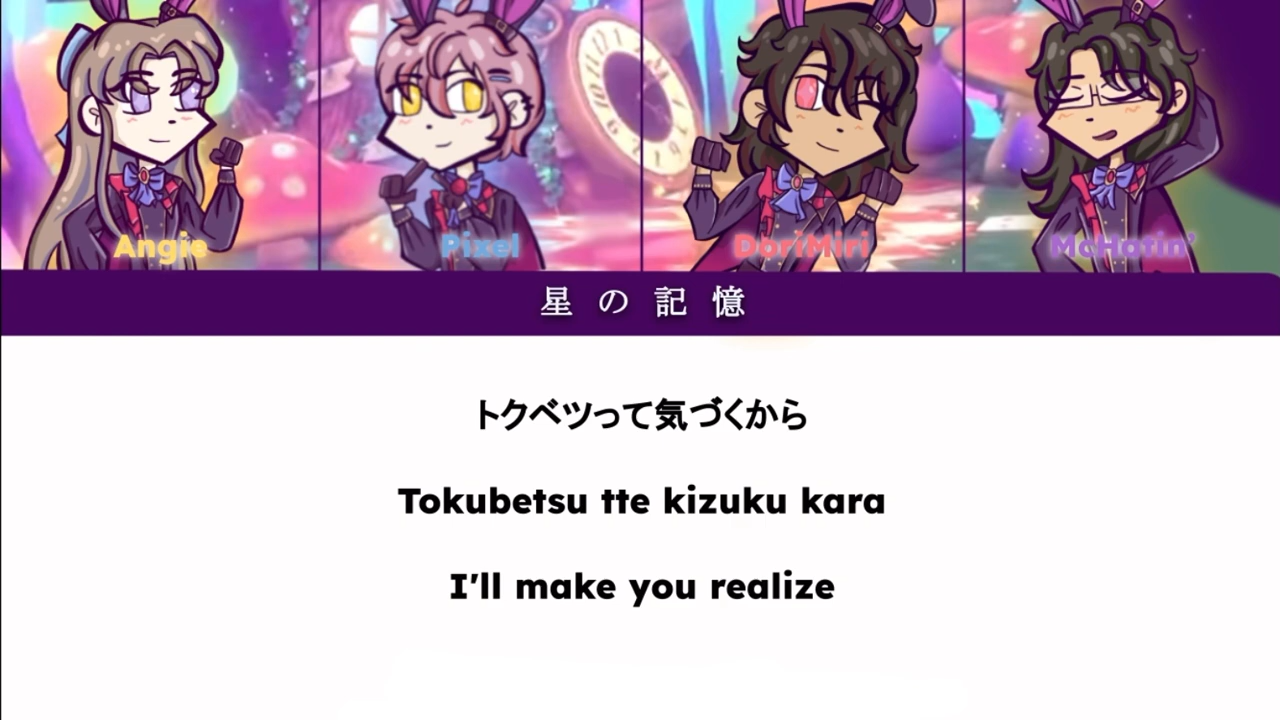 Angie
Pixel
DoriMiri
McHatin'
星の記憶
トクベツって気づくから
Tokubetsu tte kizuku kara
I'll make you realize